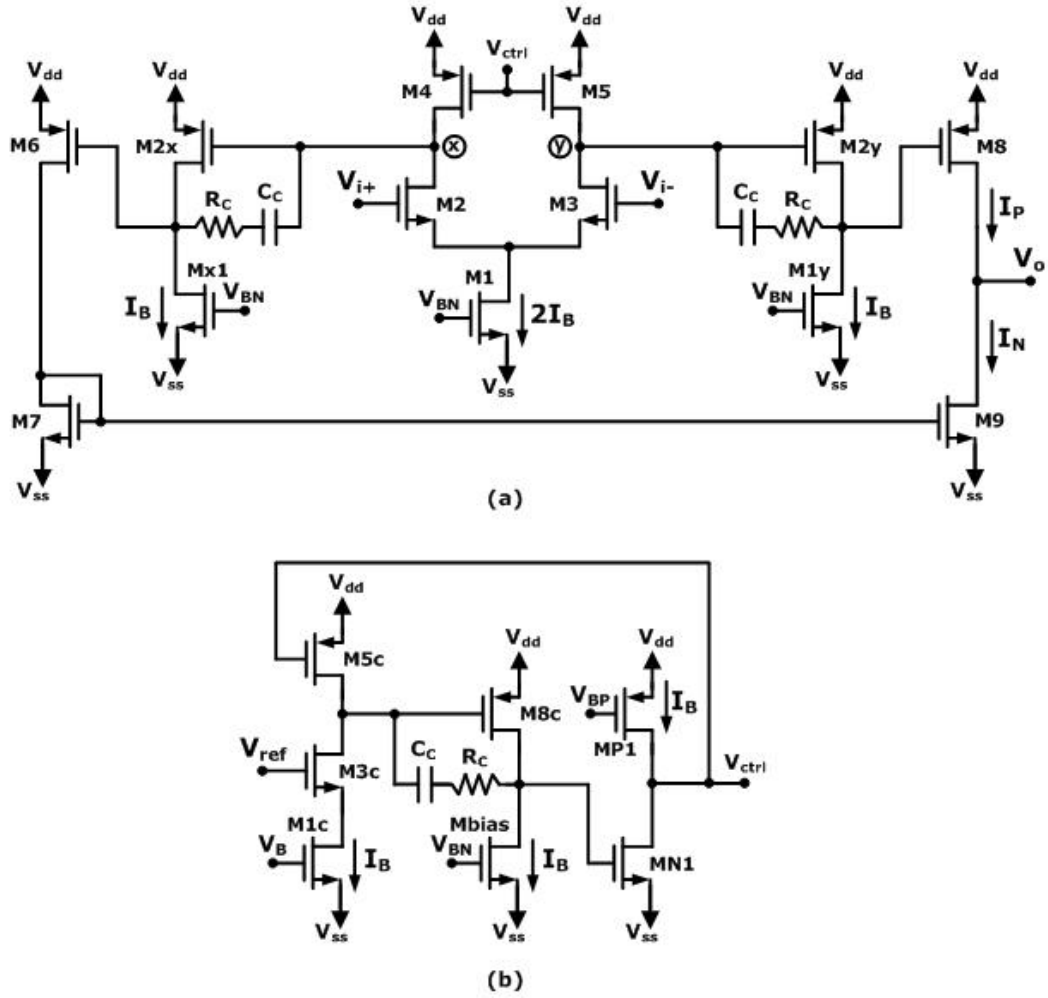 Vdd Vdd
Vctrl
Vdd Vdd M4 M5 Vdd Vdd
M6 M2x x y M2y M8
Vi+ Vi-
RC CC M2 M3 CC RC IP
Vo
Mx1 M1 M1y
IB VBN VBN 2IB VBN IB IN
Vss Vss Vss
M7 M9
Vss Vss
(a)
Vdd
M5c Vdd Vdd
M8c VBP IB
Vref CC RC MP1
M3c Vctrl
M1c Mbias
VB IB VBN IB MN1
Vss Vss Vss
(b)